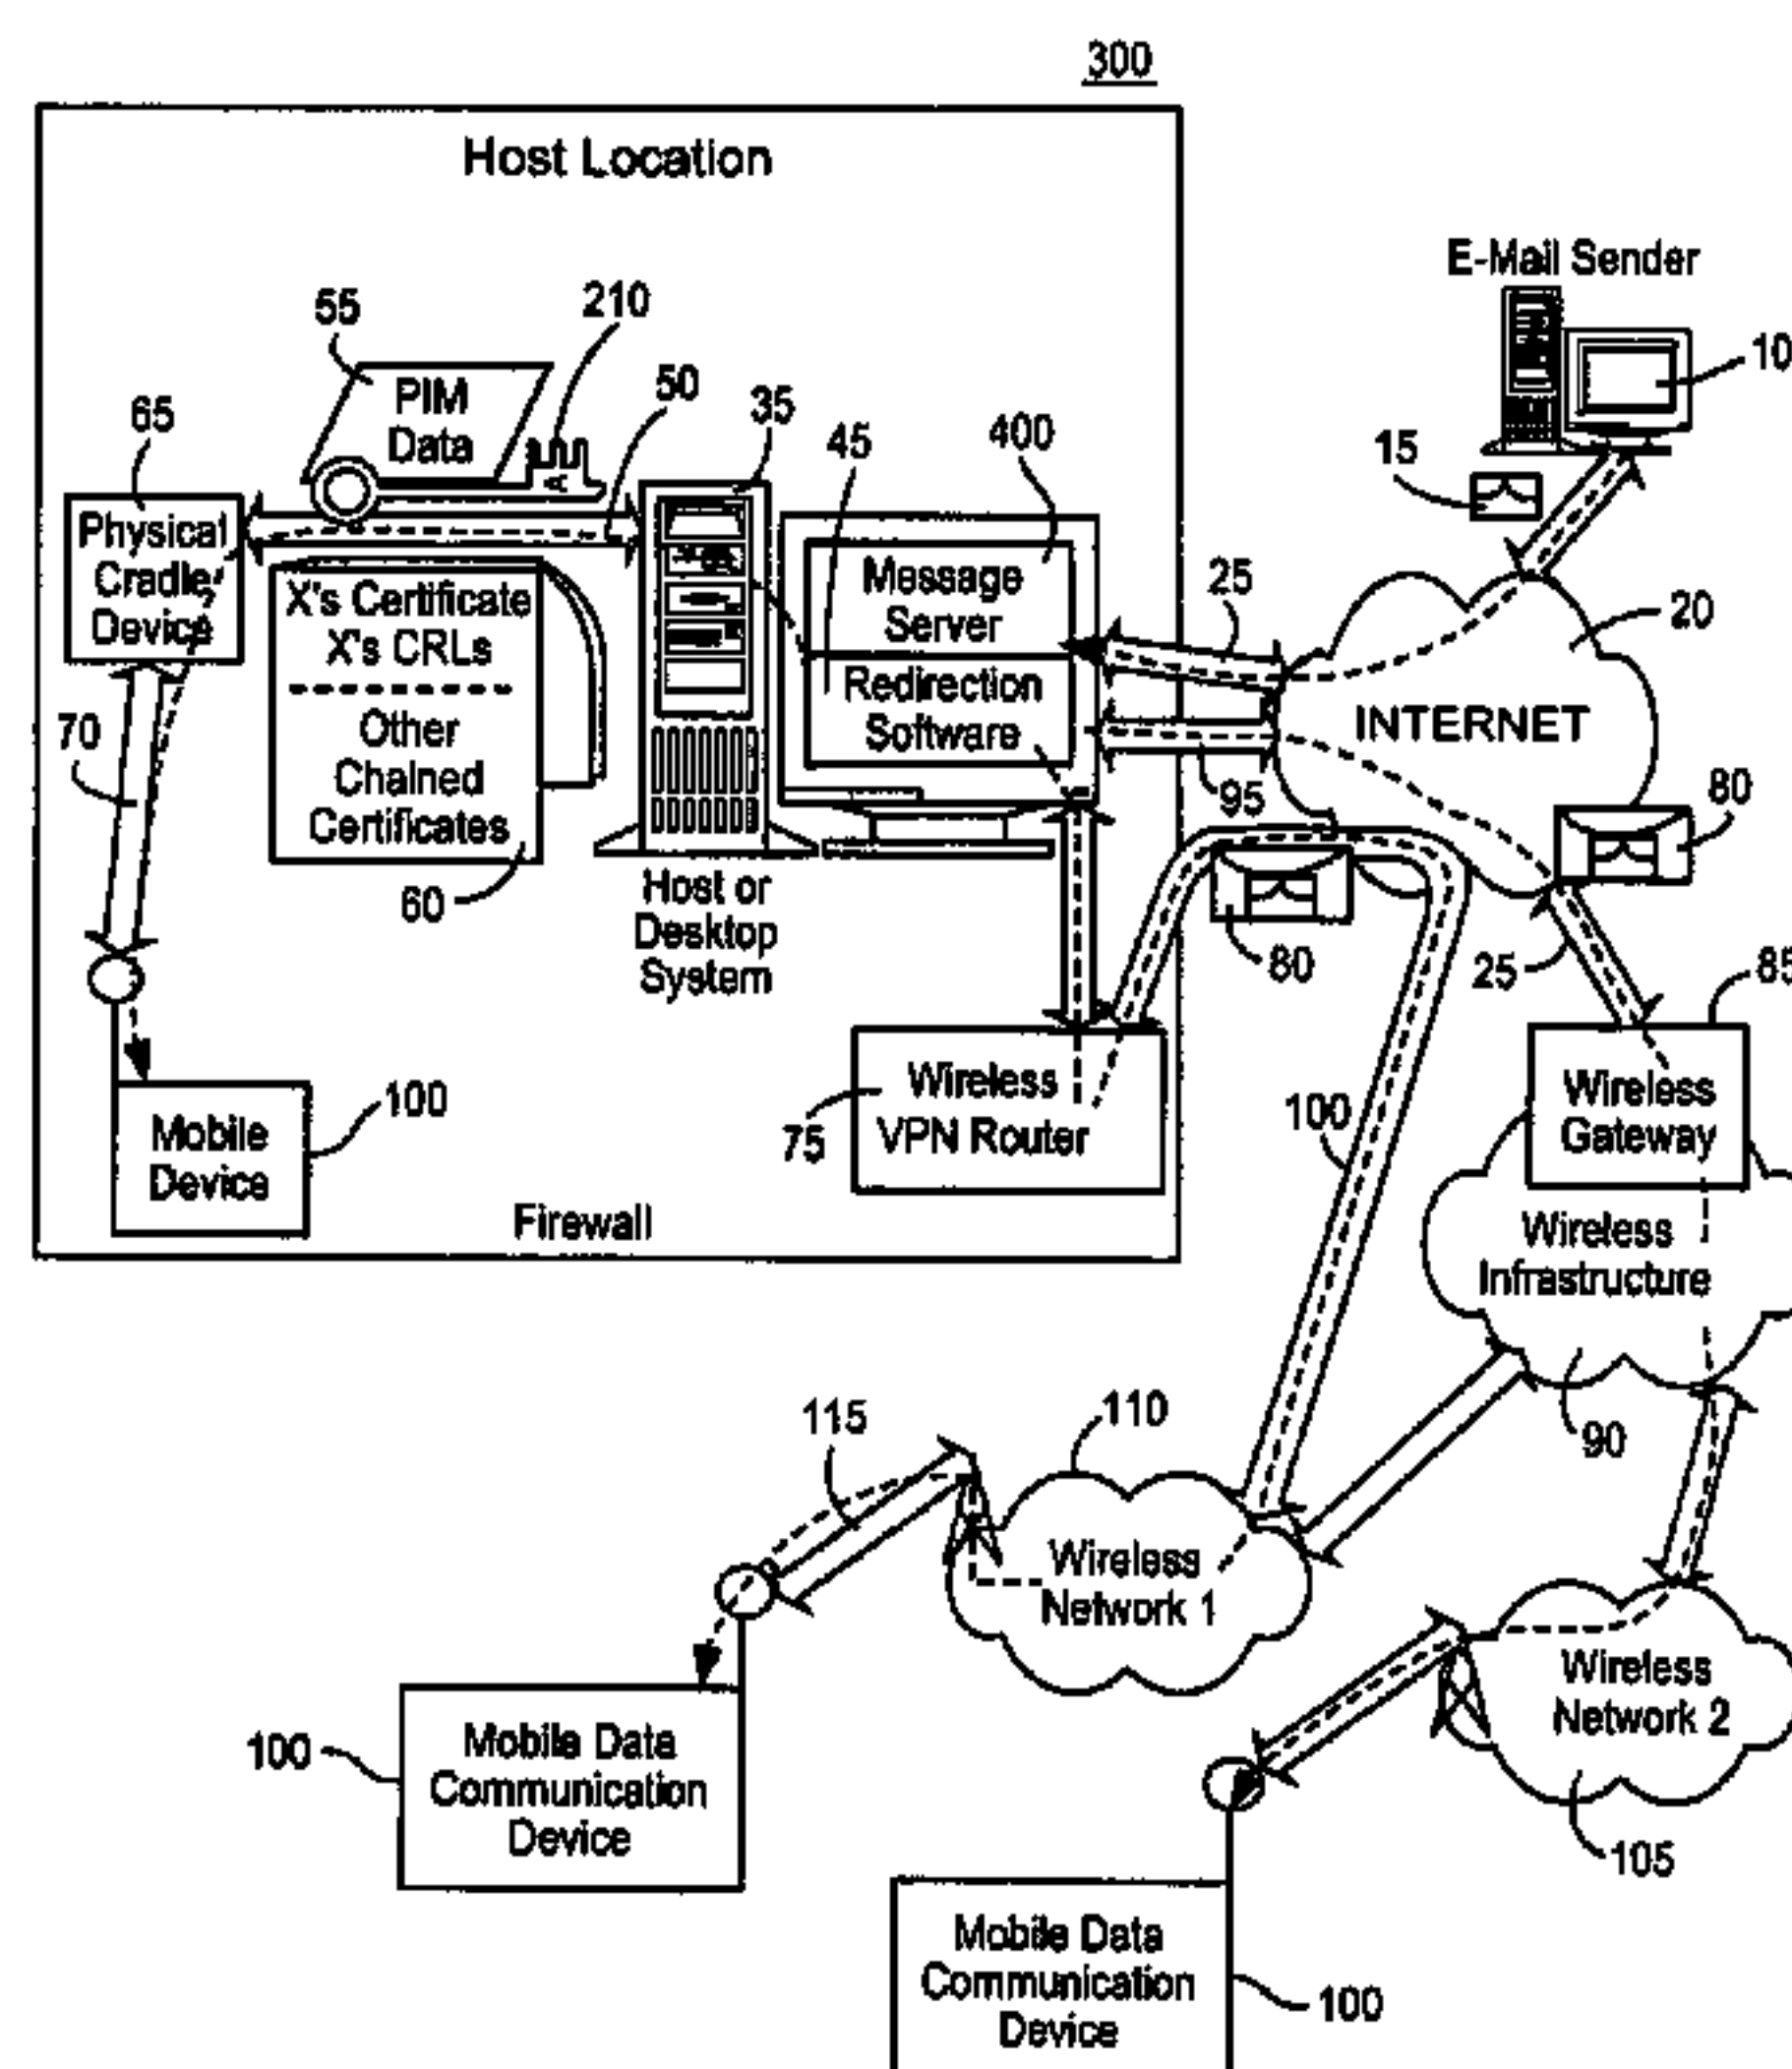 300
Host Location
E-Mail Sender
10
15
55
210
PIM
Data
50
35
65
45
400
Physical
Cradle
Device
X's Certificate
X's CRLs
Other
Chained
Certificates
60
70
Message
Server
Redirection
Software
25
20
INTERNET
95
80
80
25
85
Host or
Desktop
System
Mobile
Device
100
Wireless
VPN Router
75
Firewall
100
Wireless
Gateway
Wireless
Infrastructure
90
115
110
Wireless
Network 1
Wireless
Network 2
105
100
Mobile Data
Communication
Device
Mobile Data
Communication
Device
100